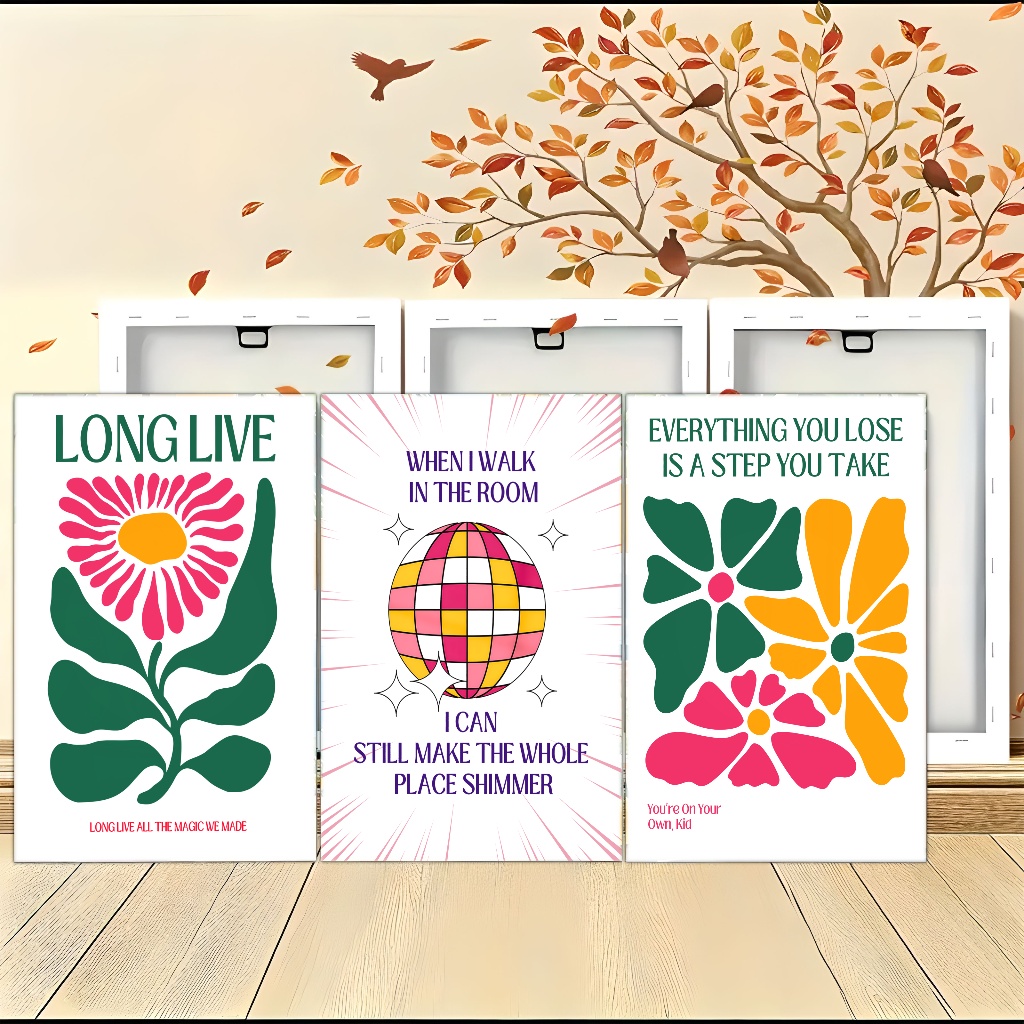 LONG LIVE
LONG LIVE ALL THE MAGIC WE MADE
WHEN I WALK
IN THE ROOM
I CAN
STILL MAKE THE WHOLE
PLACE SHIMMER
EVERYTHING YOU LOSE
IS A STEP YOU TAKE
You're On Your
Own, Kid